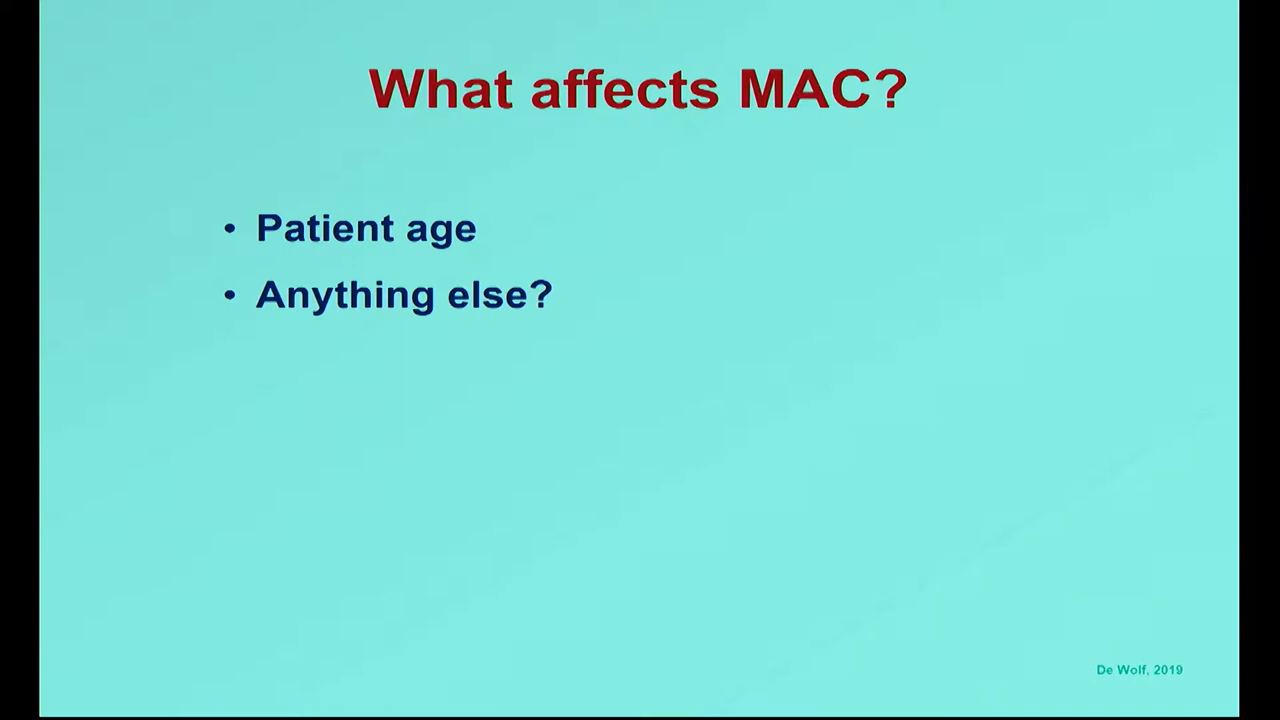 What affects MAC?
• Patient age
• Anything else?
De Wolf, 2019